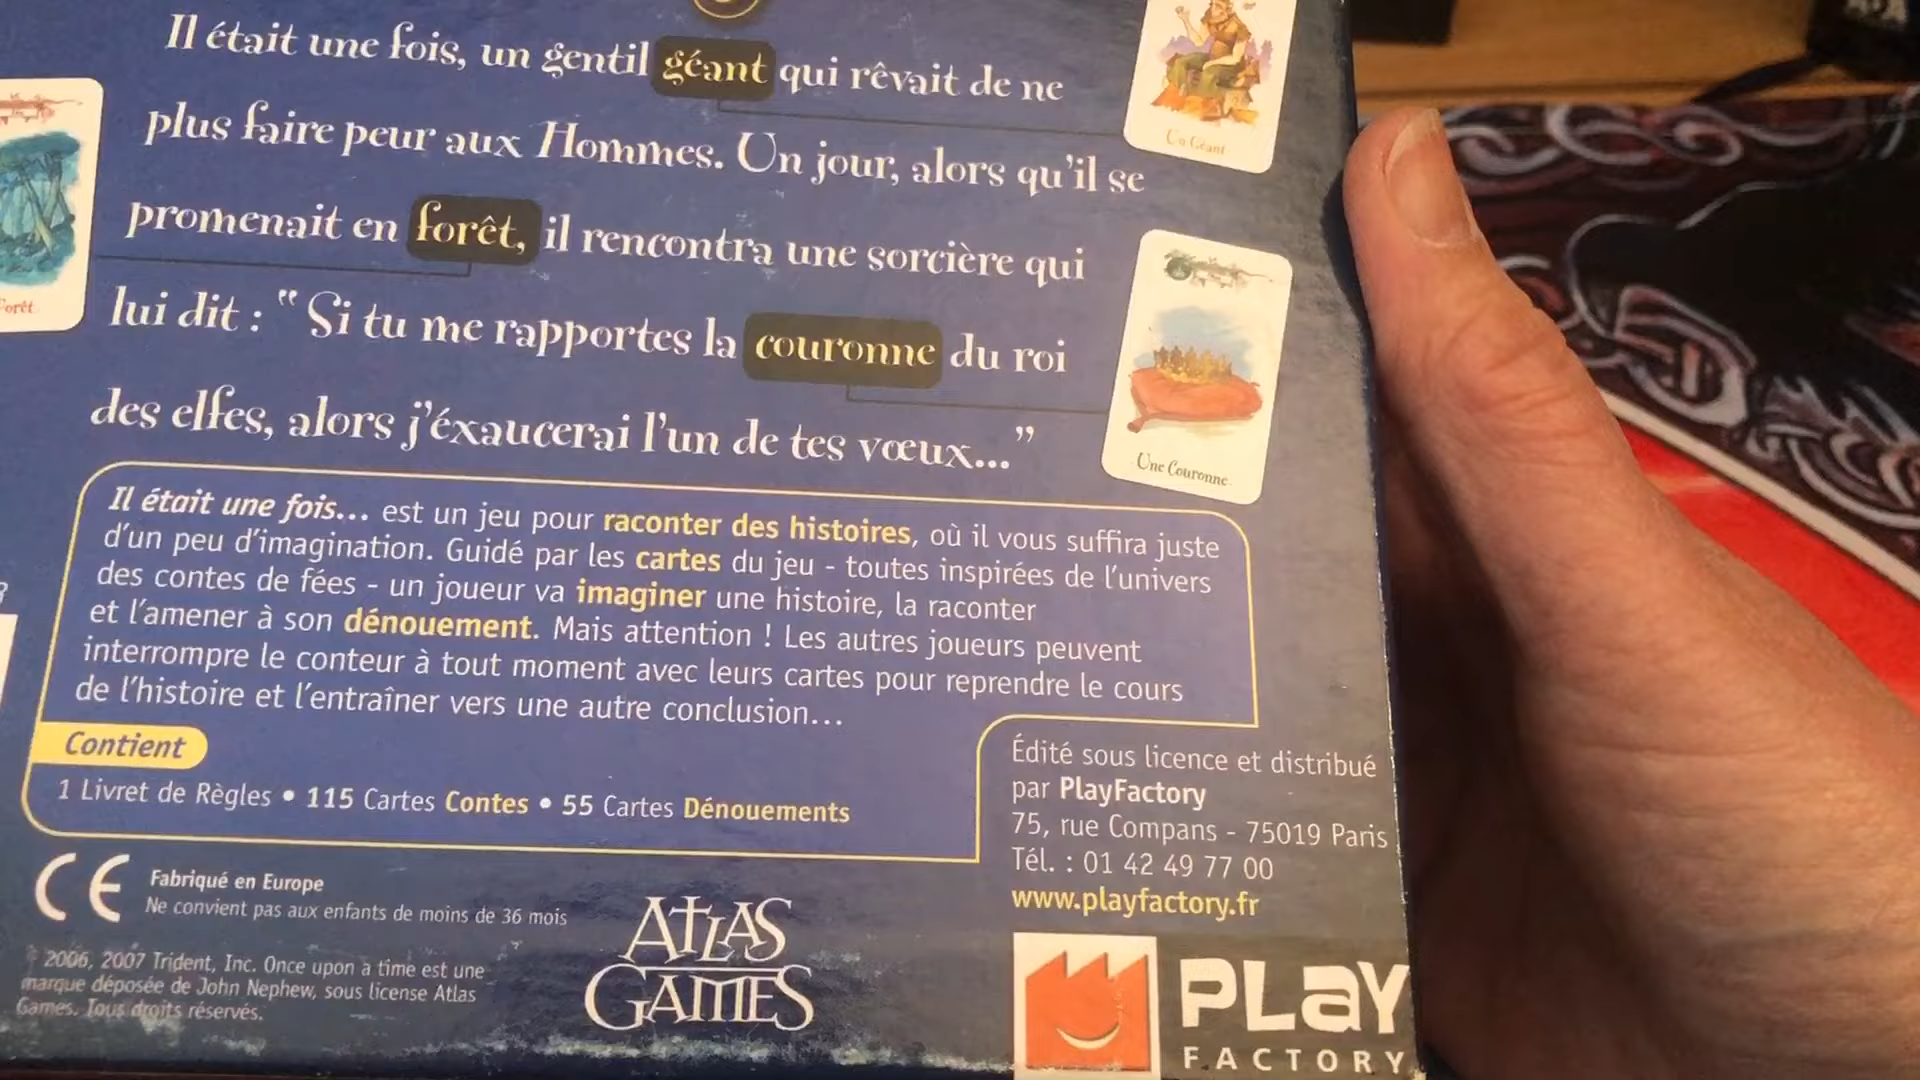 Il était une fois, un gentil géant qui rêvait de ne
plus faire peur aux Hommes. Un jour, alors qu'il se
promenait en forêt, il rencontra une sorcière qui
lui dit : “ Si tu me rapportes la couronne du roi
des elfes, alors j'éxaucerai l'un de tes vœux... ”
Un Géant
Forêt
Une Couronne
Il était une fois... est un jeu pour raconter des histoires, où il vous suffira juste
d'un peu d'imagination. Guidé par les cartes du jeu - toutes inspirées de l'univers
des contes de fées - un joueur va imaginer une histoire, la raconter
et l'amener à son dénouement. Mais attention ! Les autres joueurs peuvent
interrompre le conteur à tout moment avec leurs cartes pour reprendre le cours
de l'histoire et l'entraîner vers une autre conclusion...
Contient
1 Livret de Règles • 115 Cartes Contes • 55 Cartes Dénouements
Édité sous licence et distribué
par PlayFactory
75, rue Compans - 75019 Paris
Tél. : 01 42 49 77 00
www.playfactory.fr
CE
Fabriqué en Europe
Ne convient pas aux enfants de moins de 36 mois
2006, 2007 Trident, Inc. Once upon a time est une
marque déposée de John Nephew, sous license Atlas
Games. Tous droits réservés.
ATLAS
GAMES
PLAY
FACTORY